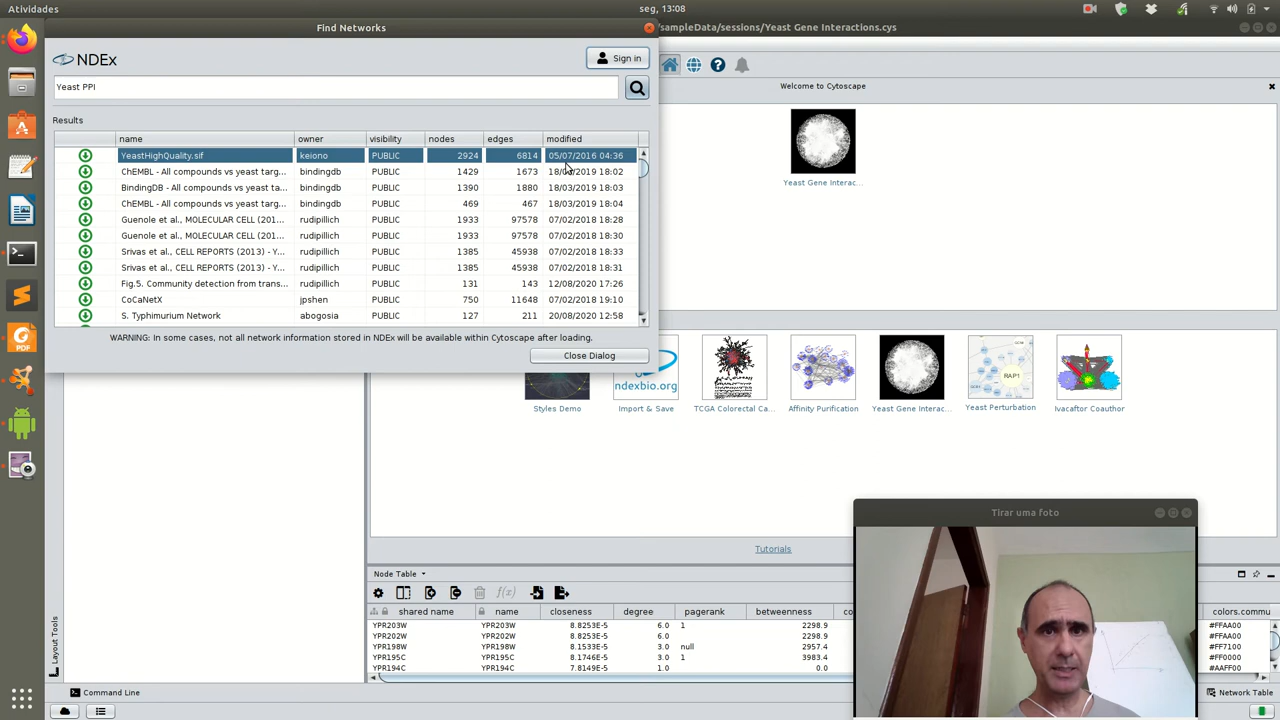 Atividades
seg, 13:08
Find Networks
/sampleData/sessions/Yeast Gene Interactions.cys
NDEx
Sign in
Yeast PPI
Results
name owner visibility nodes edges modified
YeastHighQuality.sif keiono PUBLIC 2924 6814 05/07/2016 04:36
ChEMBL - All compounds vs yeast targ... bindingdb PUBLIC 1429 1673 18/03/2019 18:02
BindingDB - All compounds vs yeast ta... bindingdb PUBLIC 1390 1880 18/03/2019 18:03
ChEMBL - All compounds vs yeast targ... bindingdb PUBLIC 469 467 18/03/2019 18:04
Guenole et al., MOLECULAR CELL (201... rudipillich PUBLIC 1933 97578 07/02/2018 18:28
Guenole et al., MOLECULAR CELL (201... rudipillich PUBLIC 1933 97578 07/02/2018 18:30
Srivas et al., CELL REPORTS (2013) - Y... rudipillich PUBLIC 1385 45938 07/02/2018 18:33
Srivas et al., CELL REPORTS (2013) - Y... rudipillich PUBLIC 1385 45938 07/02/2018 18:31
Fig.5. Community detection from trans... rudipillich PUBLIC 131 143 12/08/2020 17:26
CoCaNetX jpshen PUBLIC 750 11648 07/02/2018 19:10
S. Typhimurium Network abogosia PUBLIC 127 211 20/08/2020 12:58
WARNING: In some cases, not all network information stored in NDEx will be available within Cytoscape after loading.
Close Dialog
Welcome to Cytoscape
Yeast Gene Interac...
ndexbio.org
RAP1
Styles Demo
Import & Save
TCGA Colorectal Ca...
Affinity Purification
Yeast Gene Interac...
Yeast Perturbation
Ivacaftor Coauthor
Tutorials
Tirar uma foto
Layout Tools
Node Table
f(x)
shared name name closeness degree pagerank betweenness co colors.commu
YPR203W YPR203W 8.8253E-5 6.0 1 2298.9 #FFAA00
YPR202W YPR202W 8.8253E-5 6.0 2298.9 #FFAA00
YPR198W YPR198W 8.1533E-5 3.0 null 2957.4 #FF7100
YPR195C YPR195C 8.1746E-5 3.0 1 3983.4 #FF0000
YPR194C YPR194C 7.8149E-5 1.0 0.0 #AAFF00
Command Line
Network Table